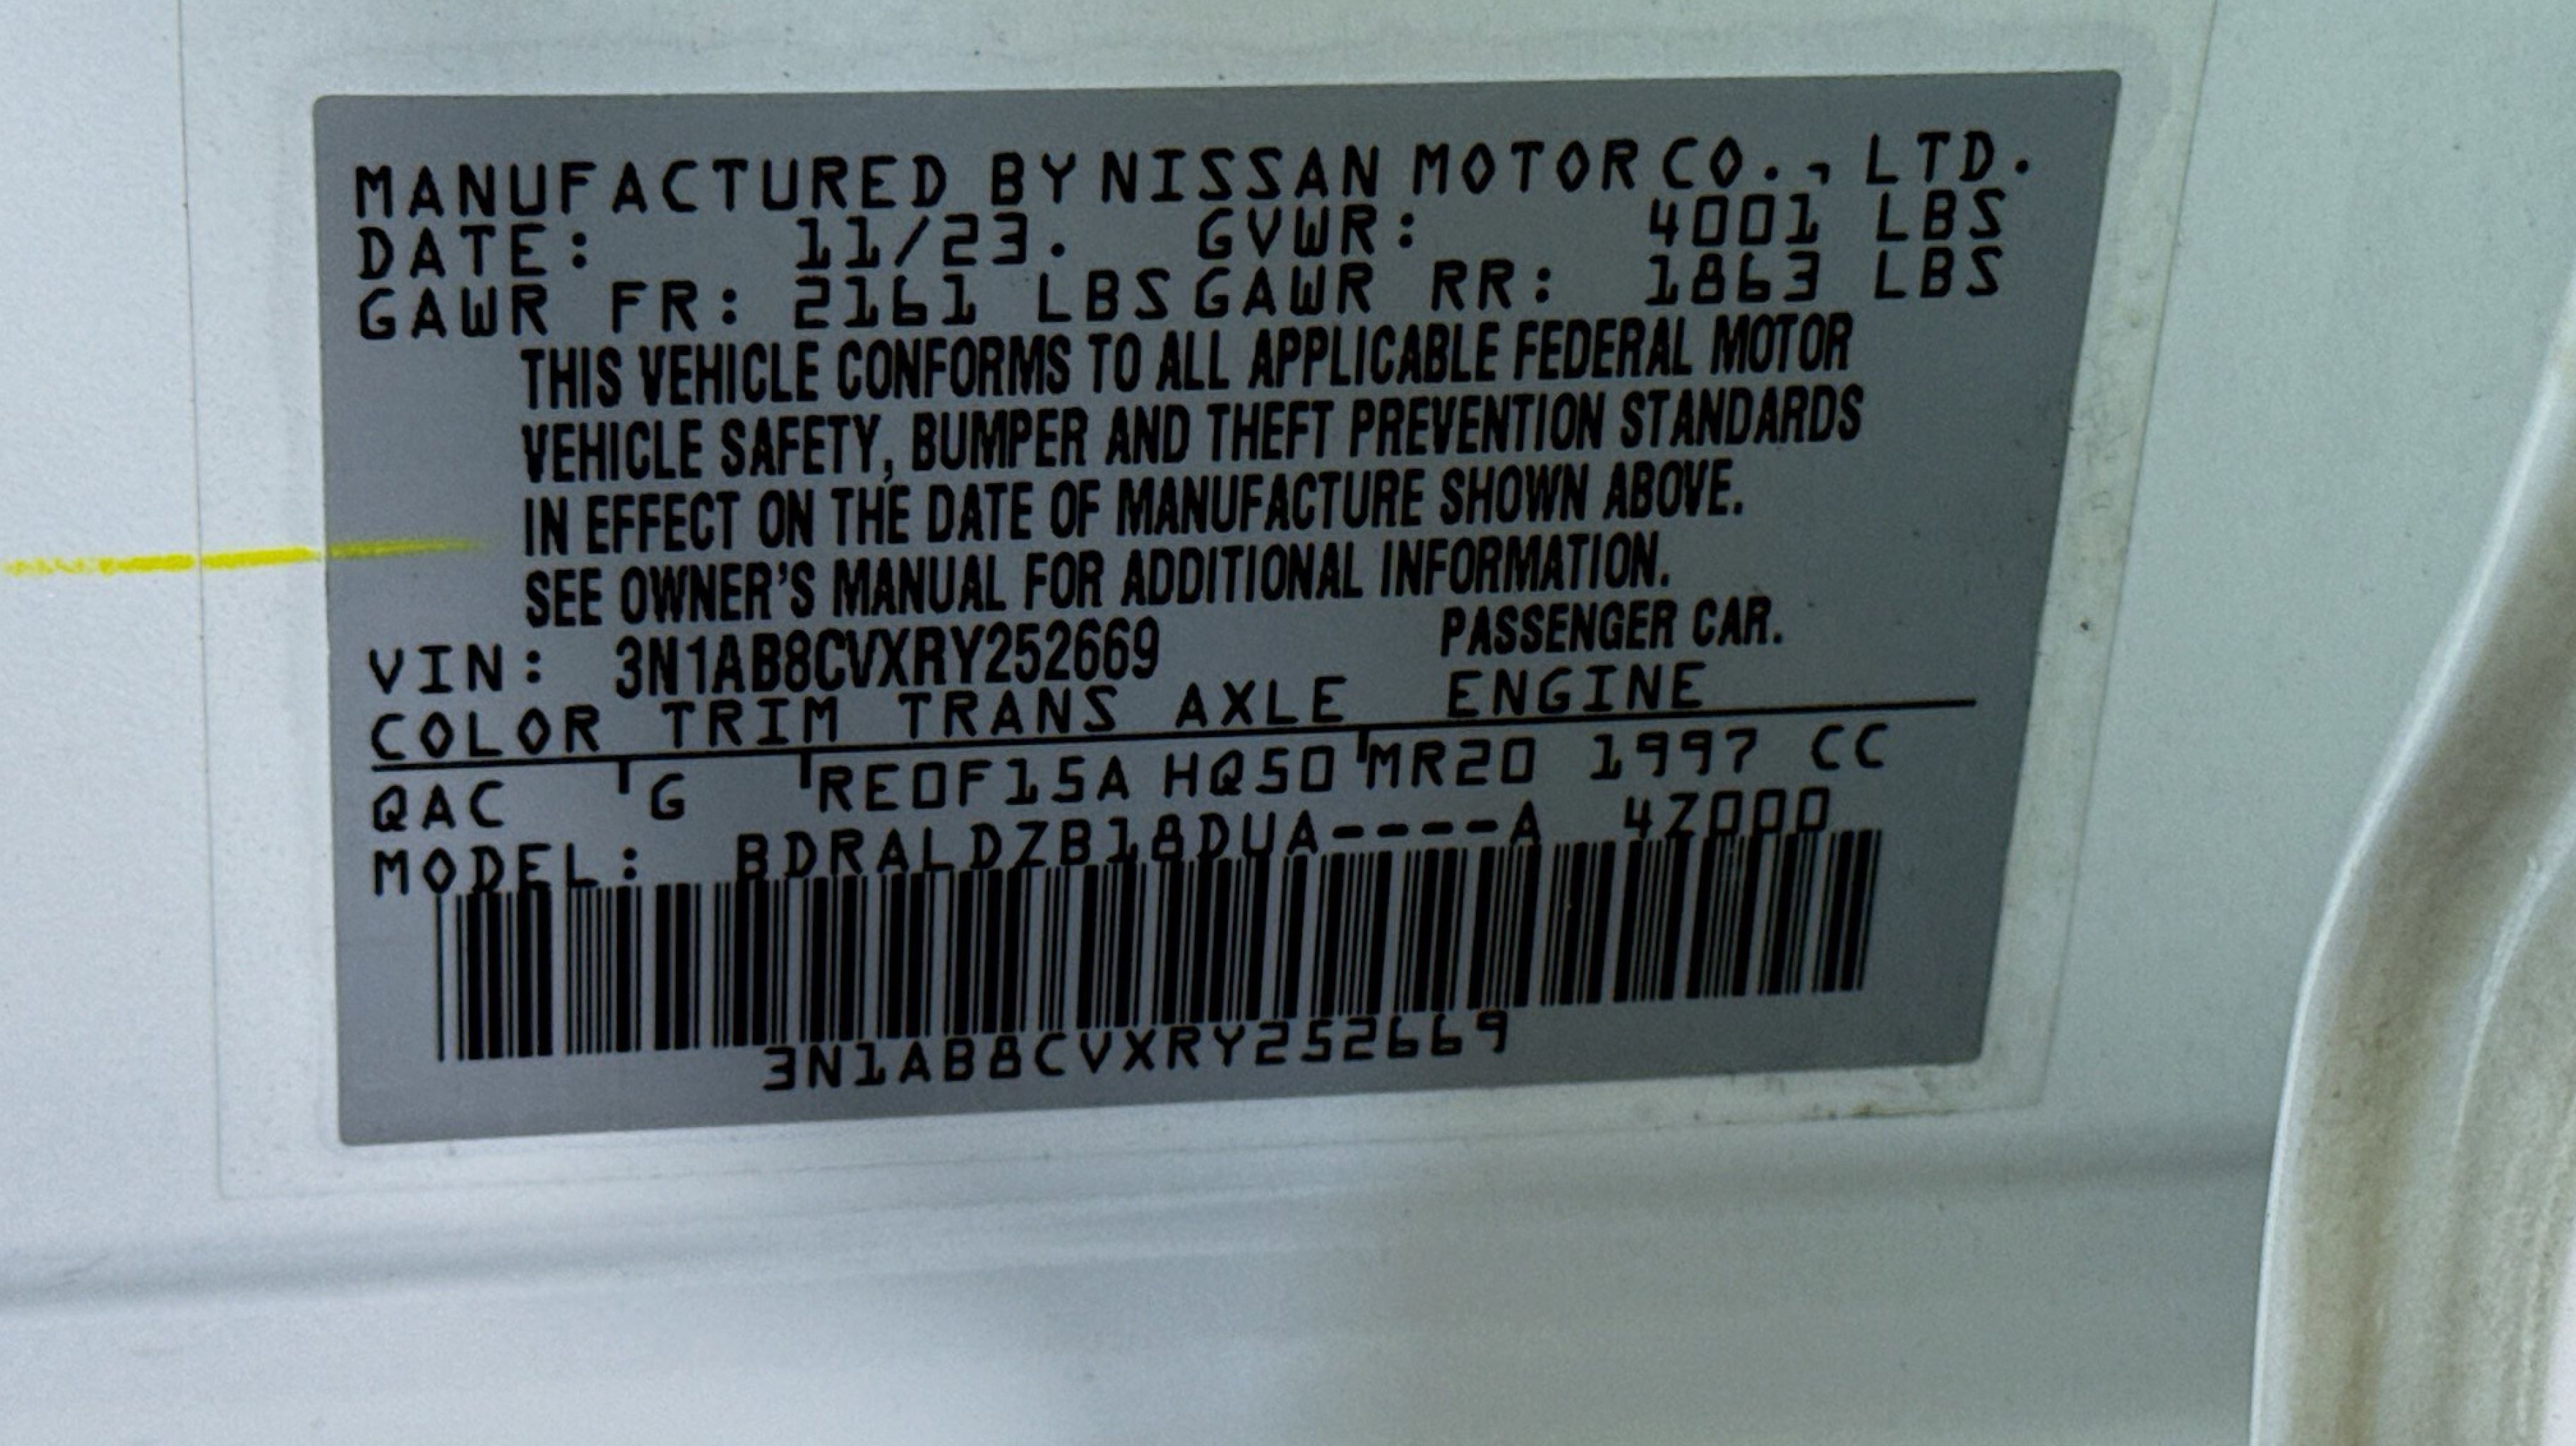 MANUFACTURED BY NISSAN MOTOR CO., LTD.
DATE: 11/23. GVWR: 4001 LBS
GAWR FR: 2161 LBS GAWR RR: 1863 LBS
THIS VEHICLE CONFORMS TO ALL APPLICABLE FEDERAL MOTOR
VEHICLE SAFETY, BUMPER AND THEFT PREVENTION STANDARDS
IN EFFECT ON THE DATE OF MANUFACTURE SHOWN ABOVE.
SEE OWNER'S MANUAL FOR ADDITIONAL INFORMATION.
VIN: 3N1AB8CVXRY252669 PASSENGER CAR.
COLOR TRIM TRANS AXLE ENGINE
QAC G RE0F15A HQ50 MR20 1997 CC
MODEL: BDRALDZB18DUA----A 4Z000
3N1AB8CVXRY252669